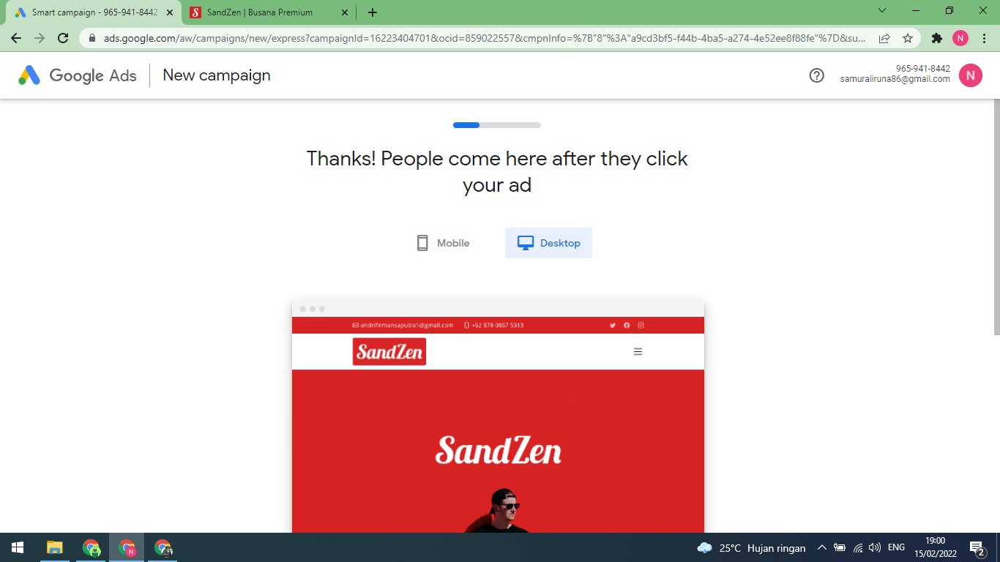 Smart campaign - 965-941-8442
SandZen | Busana Premium
ads.google.com/aw/campaigns/new/express?campaignId=16223404701&ocid=859022557&cmpnInfo=%7B"8"%3A"a9cd3bf5-f44b-4ba5-a274-4e52ee8f88fe"%7D&su...
N
Google Ads
New campaign
965-941-8442
samuraiiruna86@gmail.com
N
Thanks! People come here after they click
your ad
Mobile
Desktop
andrifirmansaputra1@gmail.com
+62 878 0867 5313
SandZen
SandZen
25°C Hujan ringan
ENG
19:00
15/02/2022
2